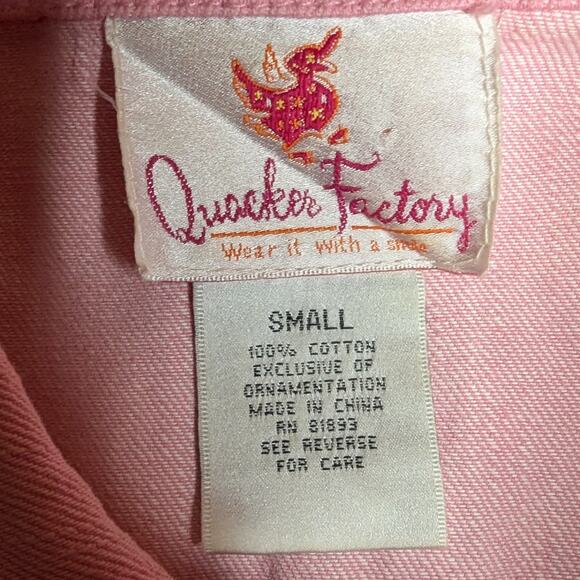 Quacker Factory
Wear it with a smile
SMALL
100% COTTON
EXCLUSIVE OF
ORNAMENTATION
MADE IN CHINA
RN 81893
SEE REVERSE
FOR CARE